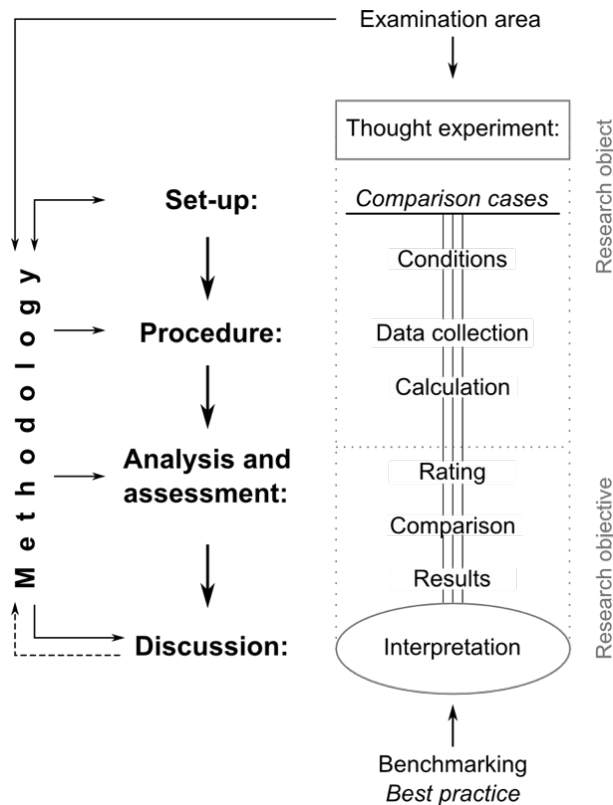 Examination area
Thought experiment:
Research object
Set-up:
Comparison cases
Conditions
Methodology
Procedure:
Data collection
Calculation
Analysis and
assessment:
Rating
Comparison
Results
Research objective
Discussion:
Interpretation
Benchmarking
Best practice